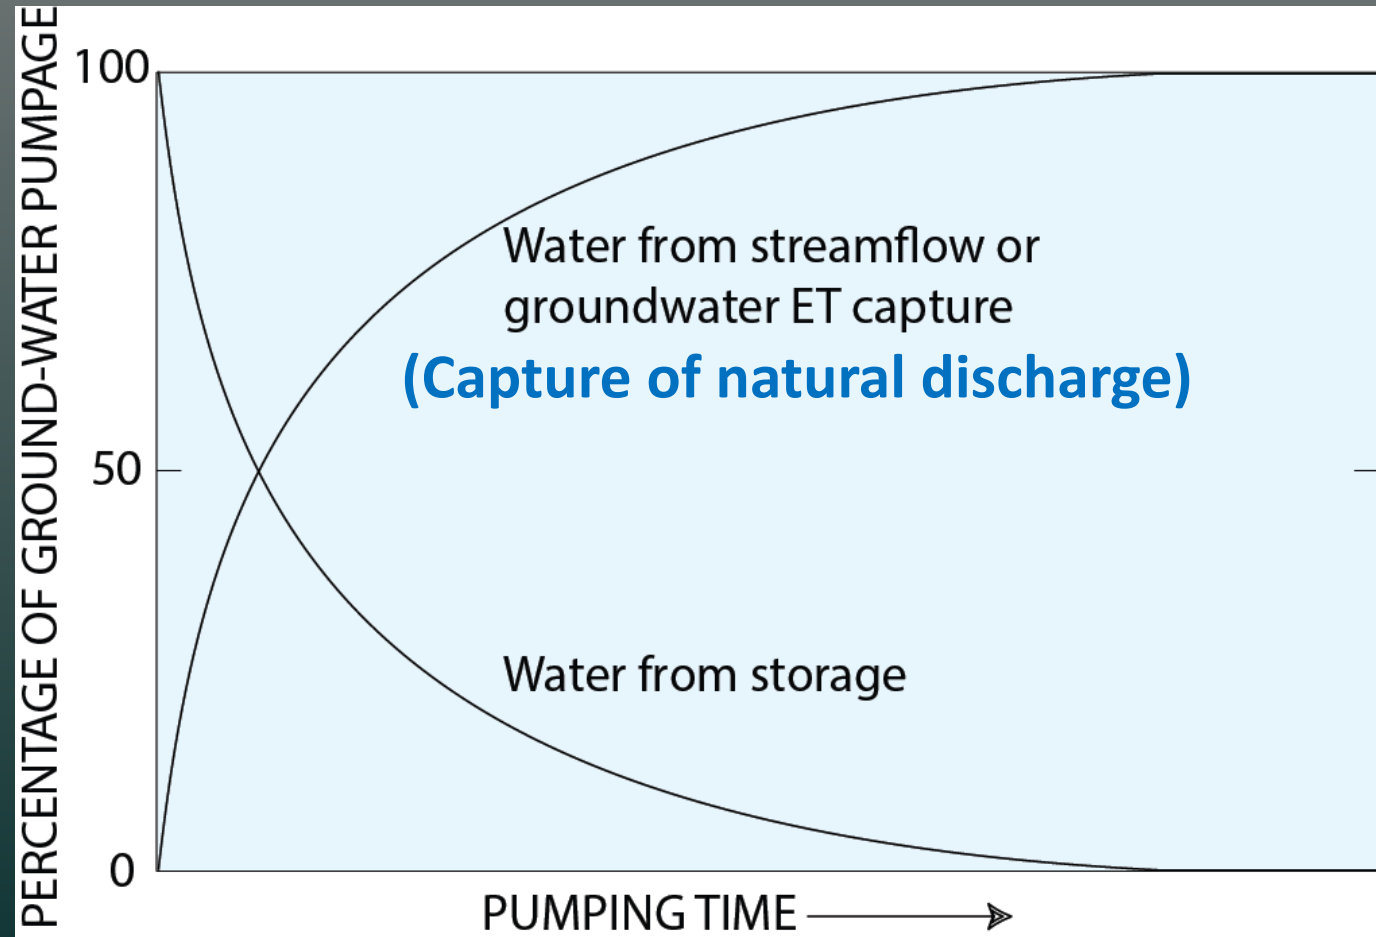 PERCENTAGE OF GROUND-WATER PUMPAGE
100
50
0
Water from streamflow or
groundwater ET capture
(Capture of natural discharge)
Water from storage
PUMPING TIME